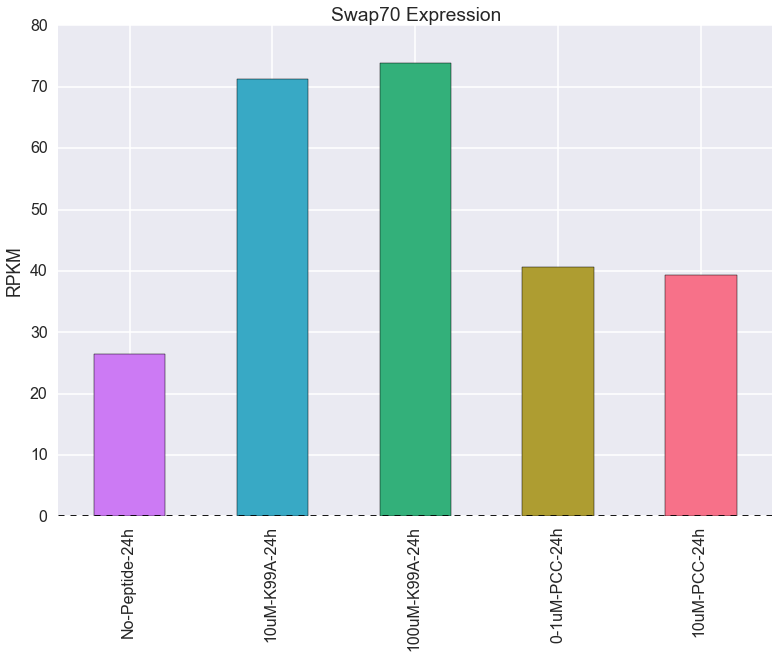 Swap70 Expression
RPKM
80
70
60
50
40
30
20
10
0
No-Peptide-24h
10uM-K99A-24h
100uM-K99A-24h
0-1uM-PCC-24h
10uM-PCC-24h